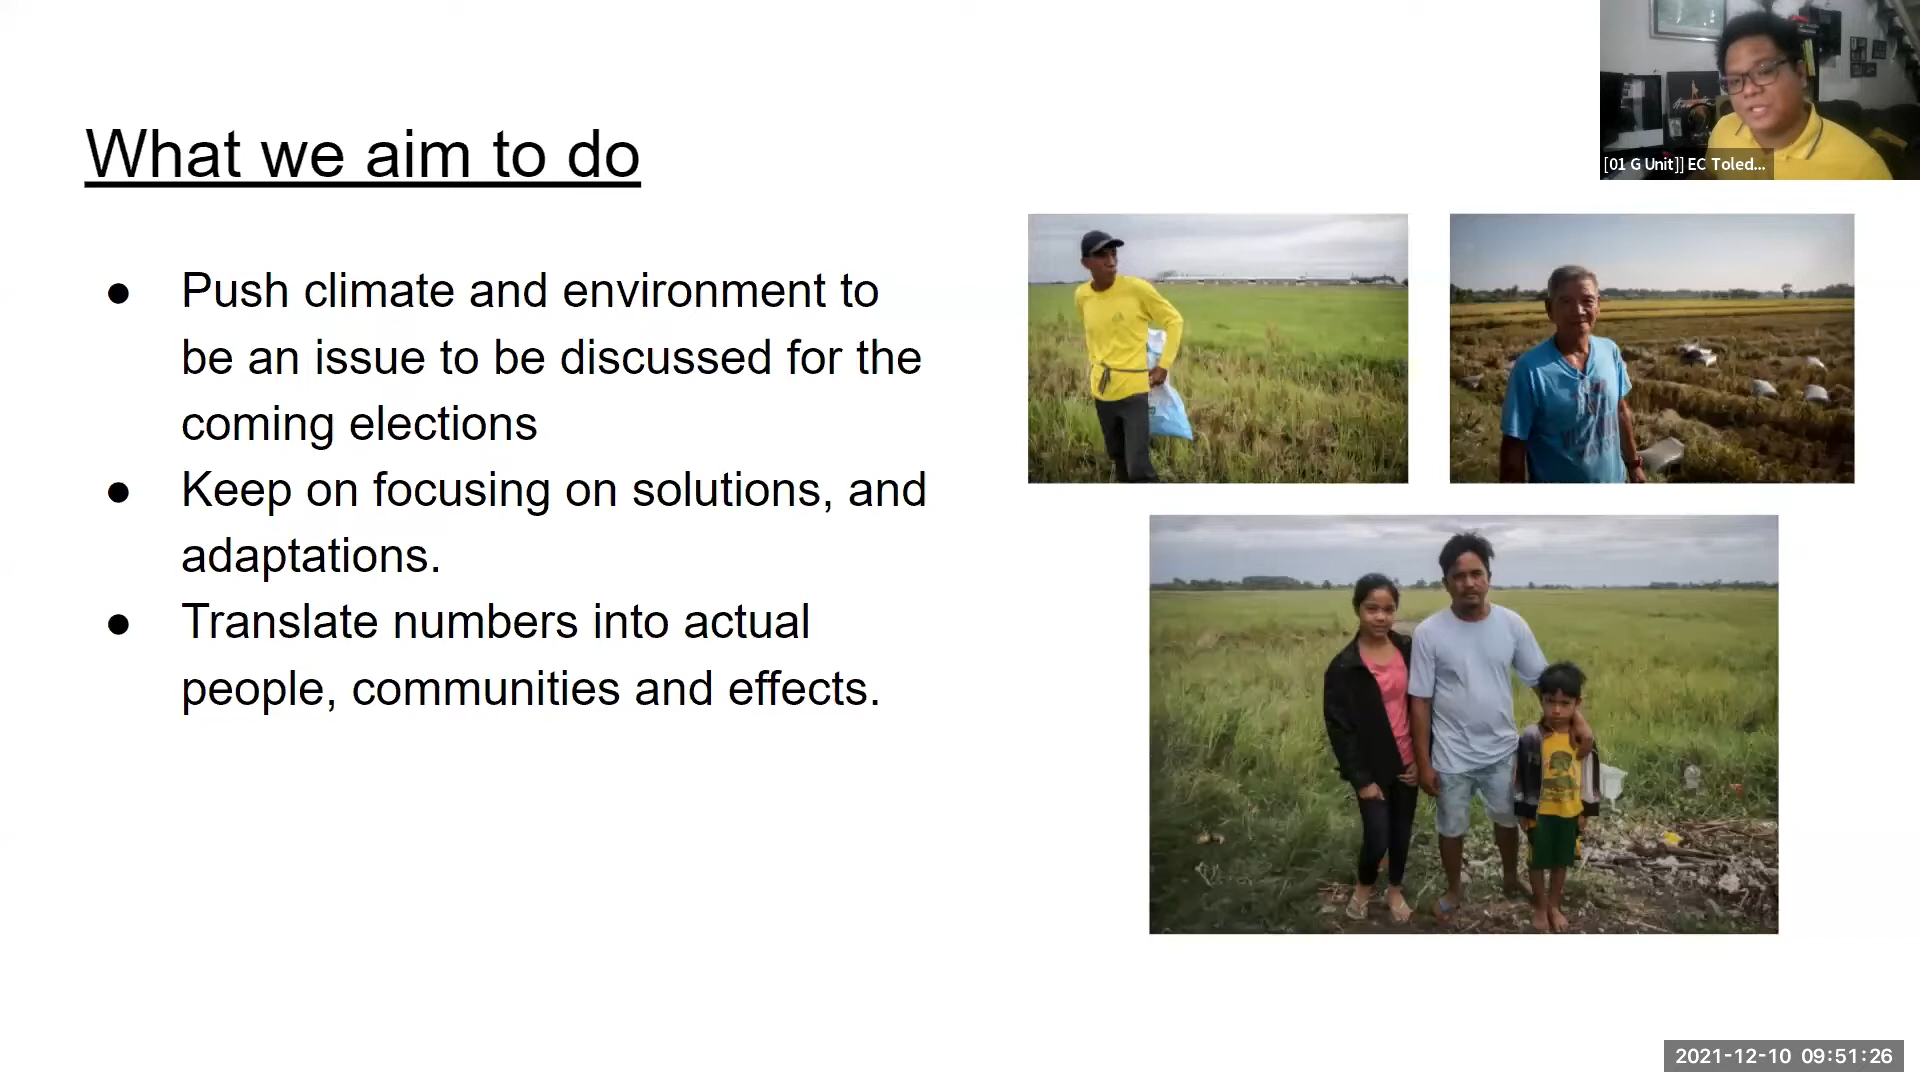 [01 G Unit]] EC Toled...
What we aim to do
● Push climate and environment to
be an issue to be discussed for the
coming elections
● Keep on focusing on solutions, and
adaptations.
● Translate numbers into actual
people, communities and effects.
2021-12-10 09:51:26